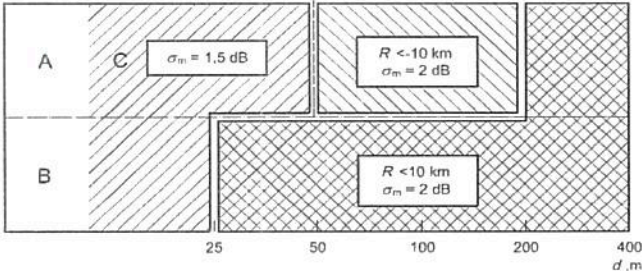 A
C
σm = 1,5 dB
R <-10 km
σm = 2 dB
B
R <10 km
σm = 2 dB
25 50 100 200 400
d ,m